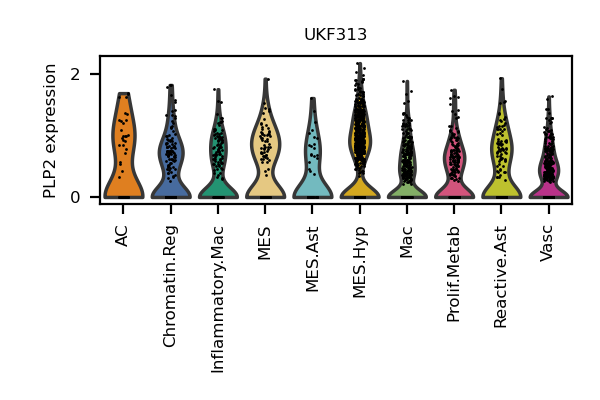 UKF313
PLP2 expression
2
0
AC
Chromatin.Reg
Inflammatory.Mac
MES
MES.Ast
MES.Hyp
Mac
Prolif.Metab
Reactive.Ast
Vasc